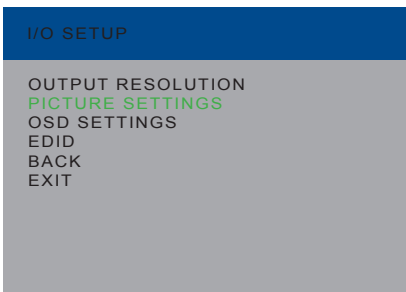 I/O SETUP
OUTPUT RESOLUTION
PICTURE SETTINGS
OSD SETTINGS
EDID
BACK
EXIT